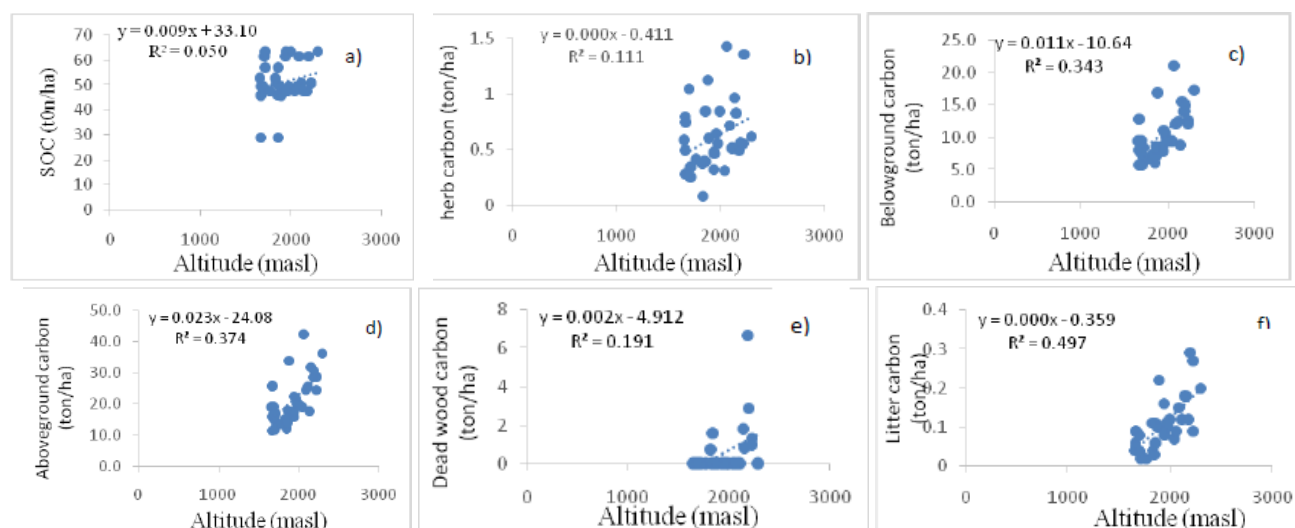 y = 0.009x + 33.10
R² = 0.050
a)
SOC (t0n/ha)
70
60
50
40
30
20
10
0
0 1000 2000 3000
Altitude (masl)
y = 0.000x - 0.411
R² = 0.111
b)
herb carbon (ton/ha)
1.5
1
0.5
0
0 1000 2000 3000
Altitude (masl)
y = 0.011x - 10.64
R² = 0.343
c)
Belowground carbon
(ton/ha)
25.0
20.0
15.0
10.0
5.0
0.0
0 1000 2000 3000
Altitude (masl)
y = 0.023x - 24.08
R² = 0.374
d)
Aboveground carbon
(ton/ha)
50.0
40.0
30.0
20.0
10.0
0.0
0 1000 2000 3000
Altitude (masl)
y = 0.002x - 4.912
R² = 0.191
e)
Dead wood carbon
(ton/ha)
8
6
4
2
0
0 1000 2000 3000
Altitude (masl)
y = 0.000x - 0.359
R² = 0.497
f)
Litter carbon
(ton/ha)
0.4
0.3
0.2
0.1
0
0 1000 2000 3000
Altitude (masl)